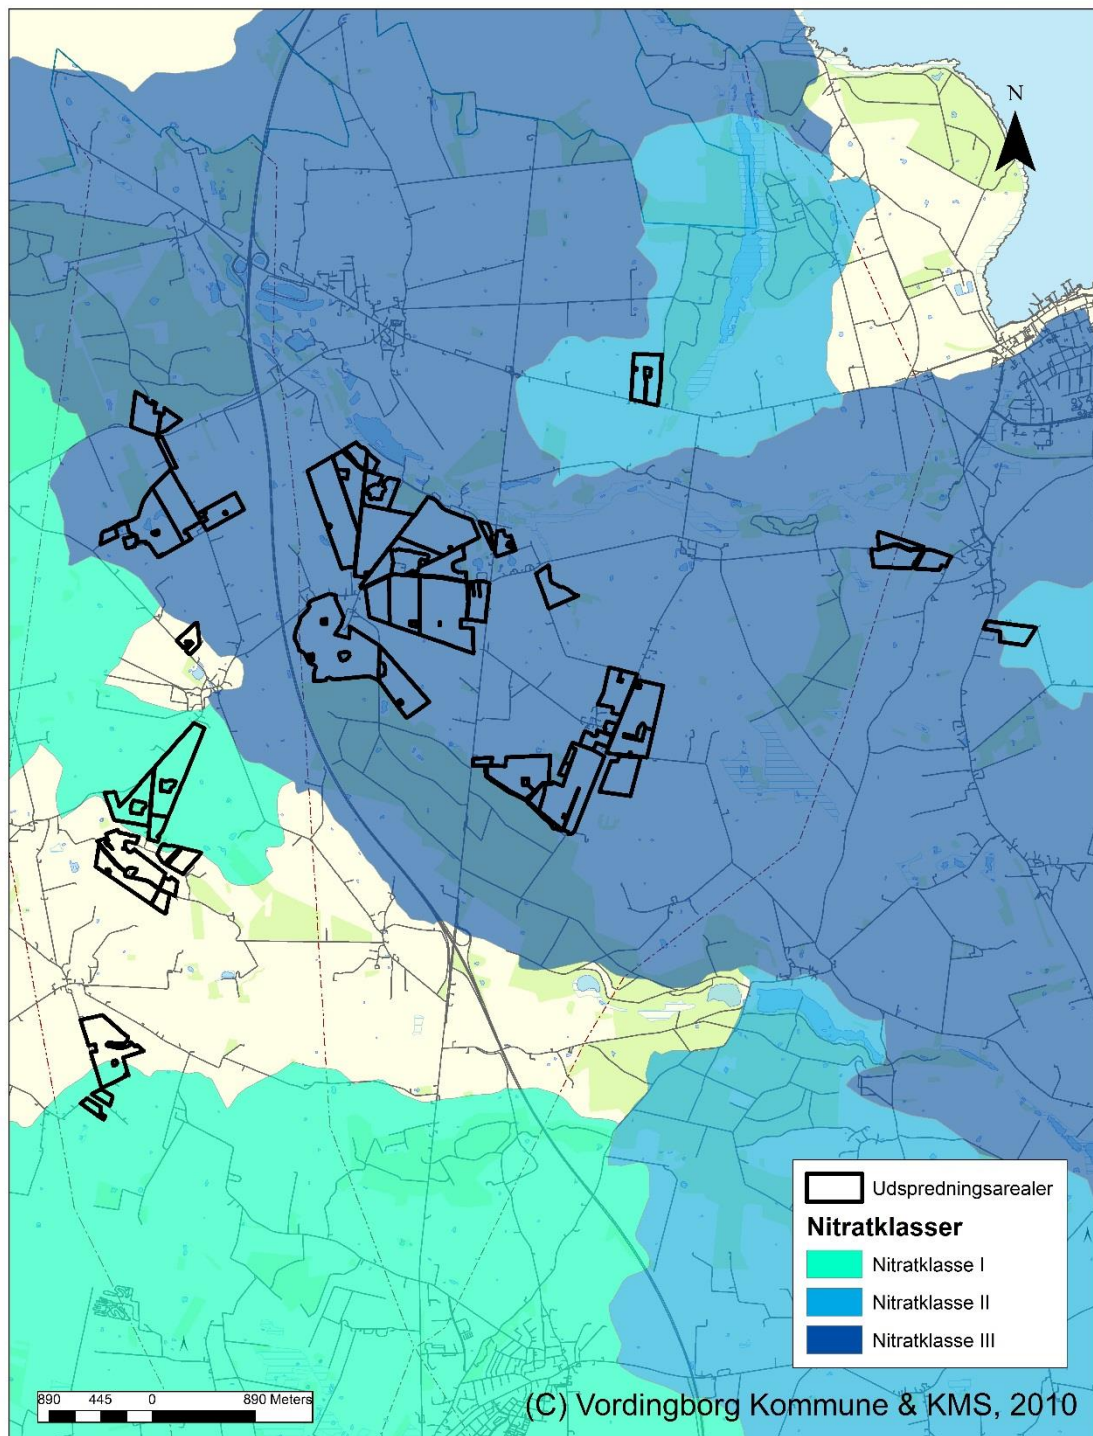 N
Udspredningsarealer
Nitratklasser
Nitratklasse I
Nitratklasse II
Nitratklasse III
890 445 0 890 Meters
(C) Vordingborg Kommune & KMS, 2010